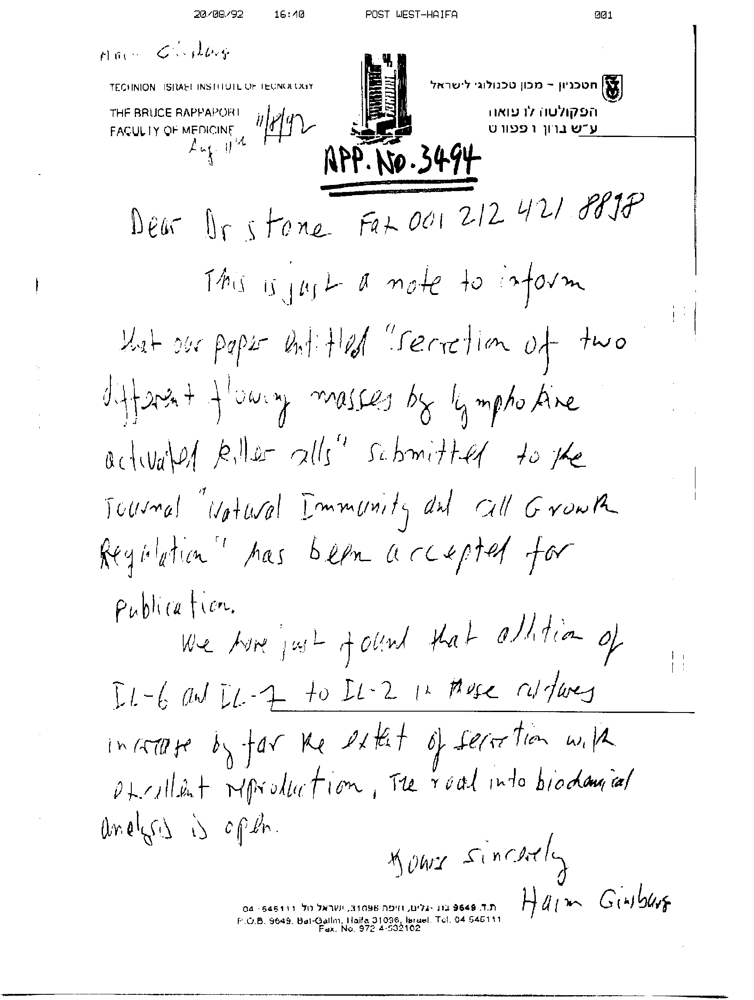 20/08/92 16:40 POST WEST-HAIFA 001
Haim Ginsburg
TECHNION ISRAEL INSTITUTE OF TECHNOLOGY
הטכניון – מכון טכנולוגי לישראל
THE BRUCE RAPPAPORT
FACULTY OF MEDICINE
הפקולטה לרפואה
ע״ש ברוך רפפורט
11/8/92
Aug. 11th
APP. NO. 3494
Dear Dr Stone Fax 001 212 421 8898
This is just a note to inform
that our paper entitled "Secretion of two
different flowing masses by lymphokine
activated killer cells" submitted to the
Journal "Natural Immunity and Cell Growth
Regulation" has been accepted for
publication.
We have just found that addition of
IL-6 and IL-7 to IL-2 in these cultures
increase by far the extent of secretion with
excellent reproduction, The road into biochemical
analysis is open.
Yours sincerely
Haim Ginsburg
ת.ד. 9649 בת-גלים, חיפה 31096, ישראל טל 04-546111
P.O.B. 9649, Bat-Galim, Haifa 31096, Israel. Tel. 04 546111
Fax. No. 972 4-532102